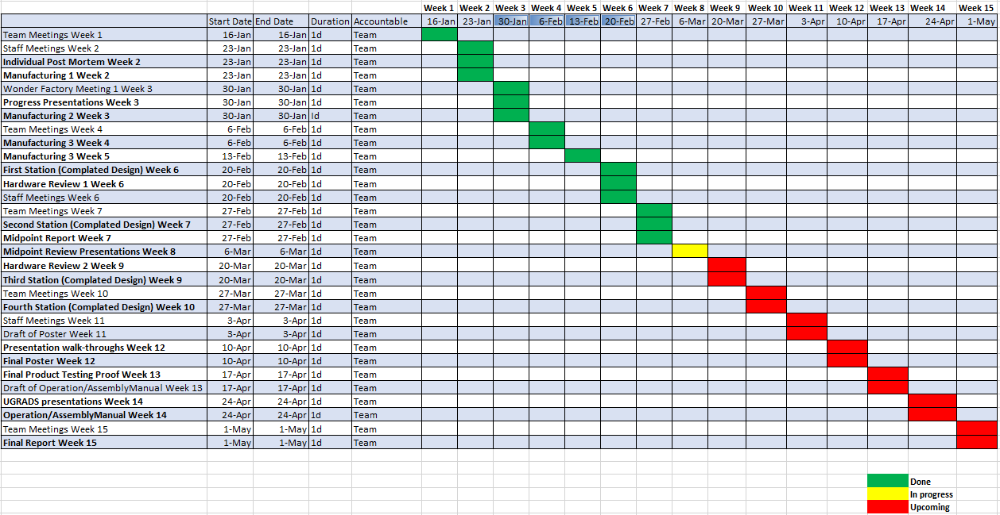 Week 1 Week 2 Week 3 Week 4 Week 5 Week 6 Week 7 Week 8 Week 9 Week 10 Week 11 Week 12 Week 13 Week 14 Week 15
Start Date End Date Duration Accountable 16-Jan 23-Jan 30-Jan 6-Feb 13-Feb 20-Feb 27-Feb 6-Mar 20-Mar 27-Mar 3-Apr 10-Apr 17-Apr 24-Apr 1-May
Team Meetings Week 1 16-Jan 16-Jan 1d Team
Staff Meetings Week 2 23-Jan 23-Jan 1d Team
Individual Post Mortem Week 2 23-Jan 23-Jan 1d Team
Manufacturing 1 Week 2 23-Jan 23-Jan 1d Team
Wonder Factory Meeting 1 Week 3 30-Jan 30-Jan 1d Team
Progress Presentations Week 3 30-Jan 30-Jan 1d Team
Manufacturing 2 Week 3 30-Jan 30-Jan Id Team
Team Meetings Week 4 6-Feb 6-Feb 1d Team
Manufacturing 3 Week 4 6-Feb 6-Feb 1d Team
Manufacturing 3 Week 5 13-Feb 13-Feb 1d Team
First Station (Complated Design) Week 6 20-Feb 20-Feb 1d Team
Hardware Review 1 Week 6 20-Feb 20-Feb 1d Team
Staff Meetings Week 6 20-Feb 20-Feb 1d Team
Team Meetings Week 7 27-Feb 27-Feb 1d Team
Second Station (Complated Design) Week 7 27-Feb 27-Feb 1d Team
Midpoint Report Week 7 27-Feb 27-Feb 1d Team
Midpoint Review Presentations Week 8 6-Mar 6-Mar 1d Team
Hardware Review 2 Week 9 20-Mar 20-Mar 1d Team
Third Station (Complated Design) Week 9 20-Mar 20-Mar 1d Team
Team Meetings Week 10 27-Mar 27-Mar 1d Team
Fourth Station (Complated Design) Week 10 27-Mar 27-Mar 1d Team
Staff Meetings Week 11 3-Apr 3-Apr 1d Team
Draft of Poster Week 11 3-Apr 3-Apr 1d Team
Presentation walk-throughs Week 12 10-Apr 10-Apr 1d Team
Final Poster Week 12 10-Apr 10-Apr 1d Team
Final Product Testing Proof Week 13 17-Apr 17-Apr 1d Team
Draft of Operation/AssemblyManual Week 13 17-Apr 17-Apr 1d Team
UGRADS presentations Week 14 24-Apr 24-Apr 1d Team
Operation/AssemblyManual Week 14 24-Apr 24-Apr 1d Team
Team Meetings Week 15 1-May 1-May 1d Team
Final Report Week 15 1-May 1-May 1d Team
Done
In progress
Upcoming